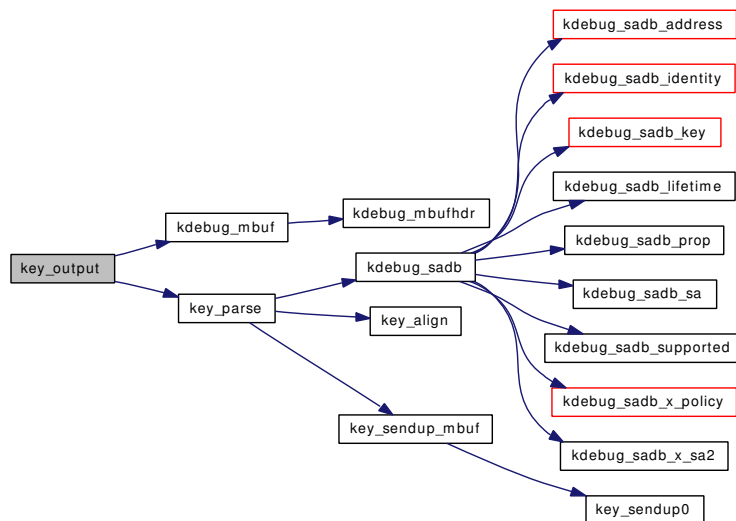 kdebug_sadb_address
kdebug_sadb_identity
kdebug_sadb_key
kdebug_sadb_lifetime
kdebug_mbufhdr
kdebug_mbuf
kdebug_sadb_prop
key_output
kdebug_sadb
kdebug_sadb_sa
key_parse
key_align
kdebug_sadb_supported
kdebug_sadb_x_policy
key_sendup_mbuf
kdebug_sadb_x_sa2
key_sendup0